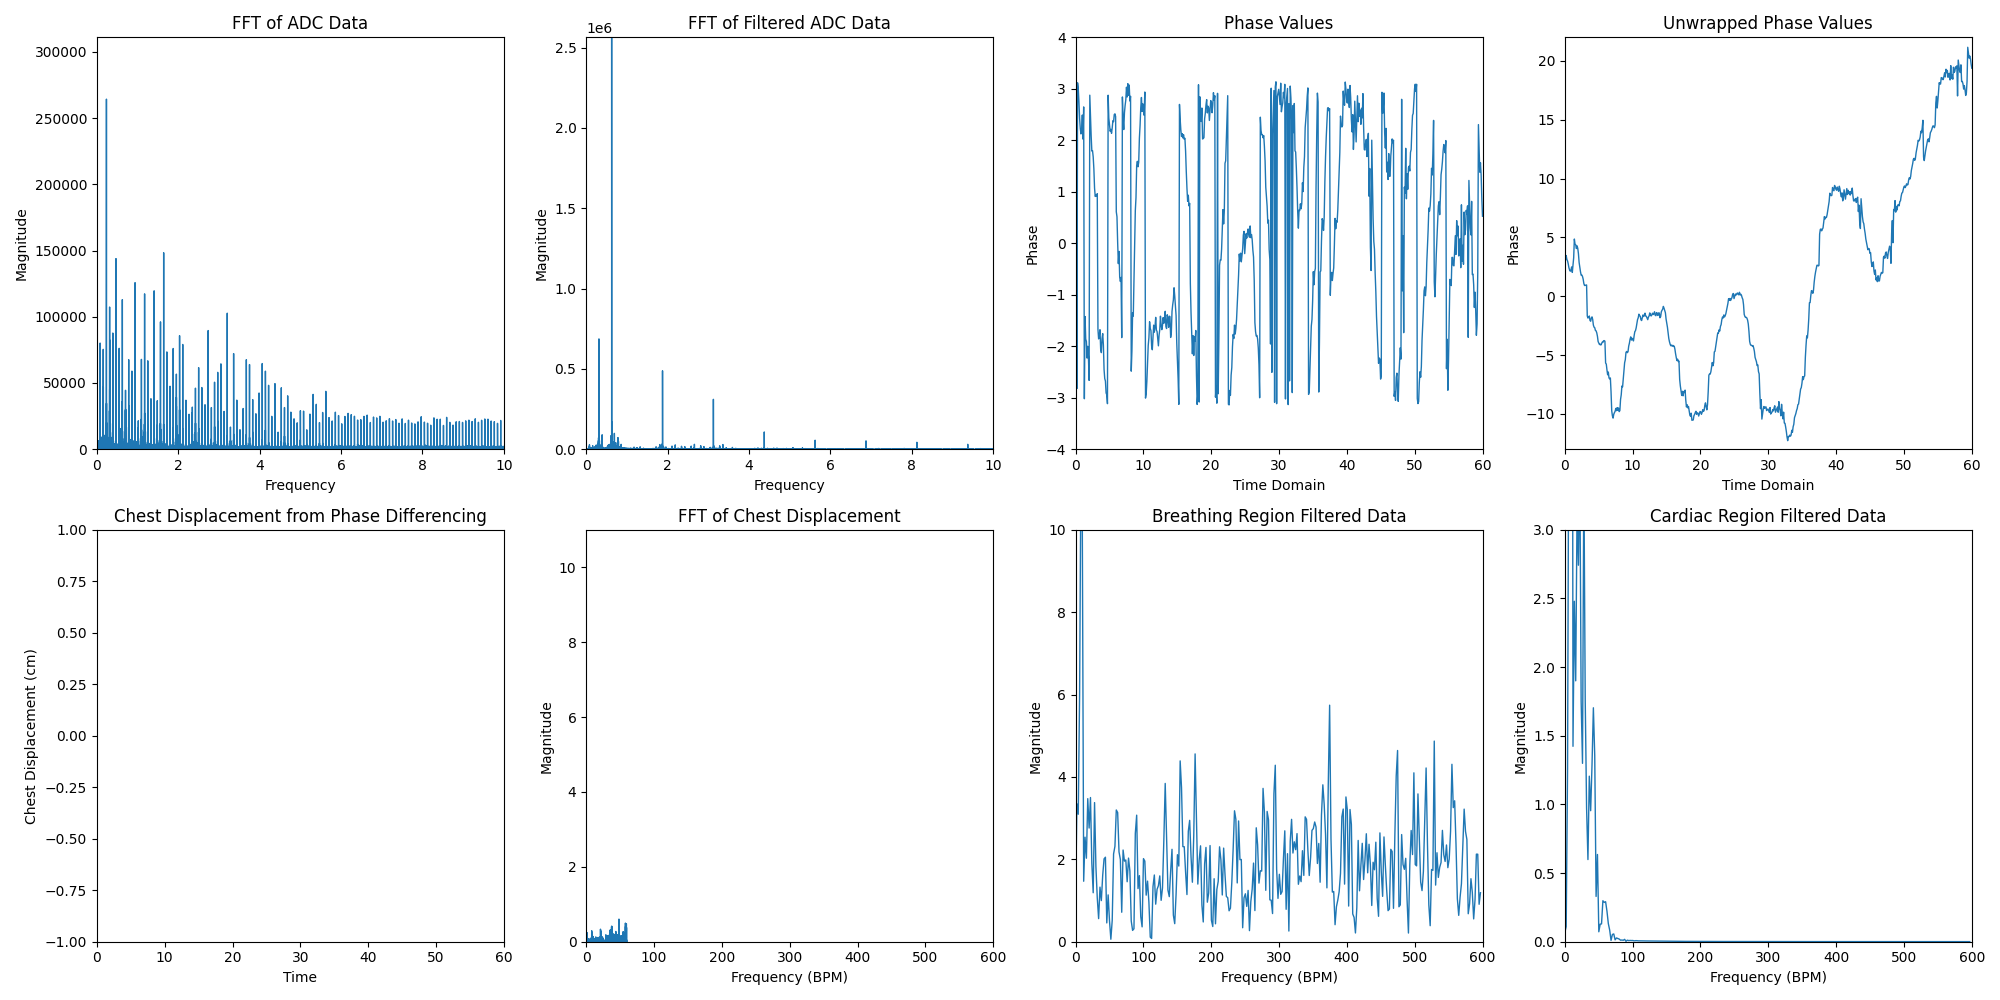 FFT of ADC Data
Magnitude
300000
250000
200000
150000
100000
50000
0
0 2 4 6 8 10
Frequency
FFT of Filtered ADC Data
1e6
Magnitude
2.5
2.0
1.5
1.0
0.5
0.0
0 2 4 6 8 10
Frequency
Phase Values
Phase
4
3
2
1
0
−1
−2
−3
−4
0 10 20 30 40 50 60
Time Domain
Unwrapped Phase Values
Phase
20
15
10
5
0
−5
−10
0 10 20 30 40 50 60
Time Domain
Chest Displacement from Phase Differencing
Chest Displacement (cm)
1.00
0.75
0.50
0.25
0.00
−0.25
−0.50
−0.75
−1.00
0 10 20 30 40 50 60
Time
FFT of Chest Displacement
Magnitude
10
8
6
4
2
0
0 100 200 300 400 500 600
Frequency (BPM)
Breathing Region Filtered Data
Magnitude
10
8
6
4
2
0
0 100 200 300 400 500 600
Frequency (BPM)
Cardiac Region Filtered Data
Magnitude
3.0
2.5
2.0
1.5
1.0
0.5
0.0
0 100 200 300 400 500 600
Frequency (BPM)